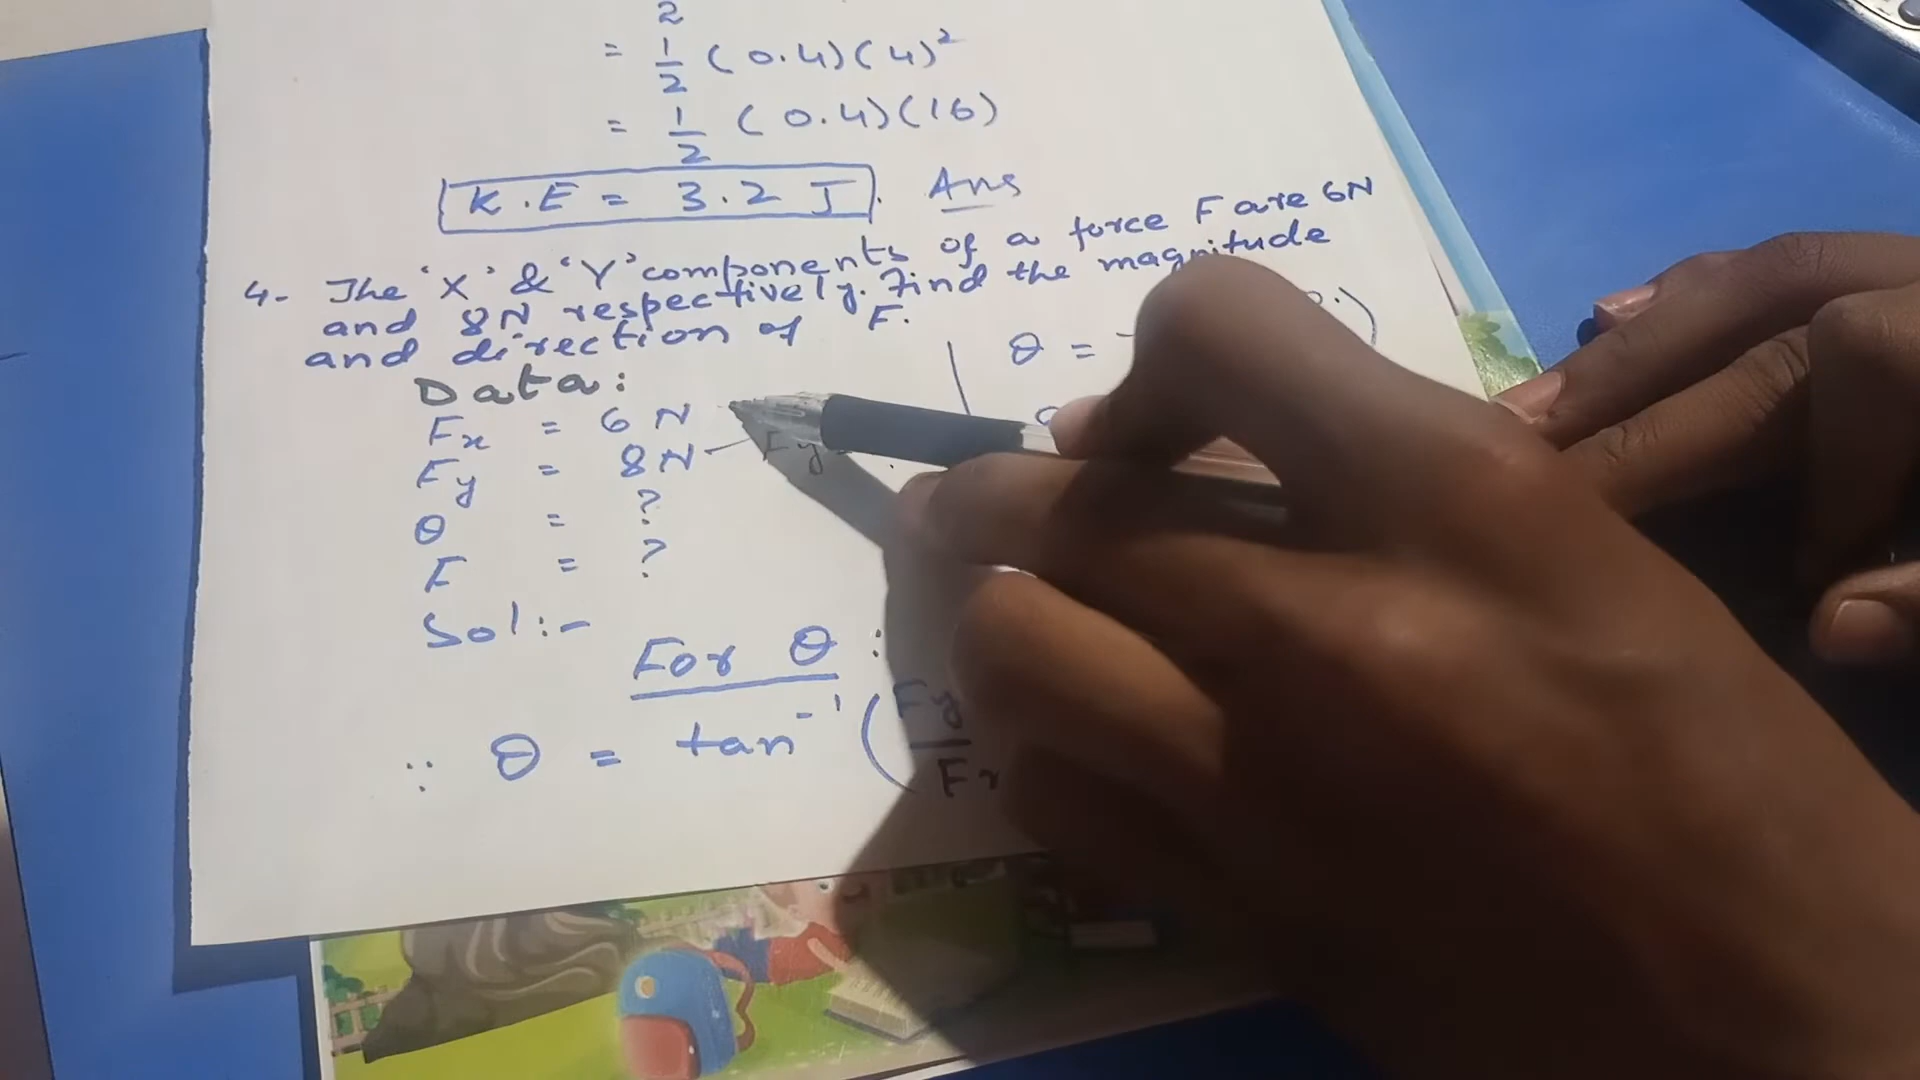 2
= 1/2 (0.4)(4)²
= 1/2 (0.4)(16)
K.E = 3.2 J. Ans
4- The 'X' & 'Y' components of a force F are 6N
and 8N respectively. Find the magnitude
and direction of F.
Data:
Fx = 6 N
Fy = 8N Fy
θ = ?
F = ?
Sol:-
For θ:
∵ θ = tan⁻¹ (Fy/Fx
θ =